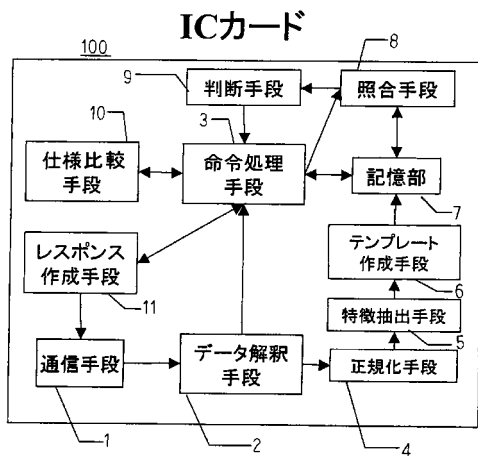 ICカード
100
8
9
判断手段
照合手段
10
3
仕様比較
手段
命令処理
手段
記憶部
7
レスポンス
作成手段
テンプレート
作成手段
11
6
特徴抽出手段
5
通信手段
データ解釈
手段
正規化手段
1
2
4